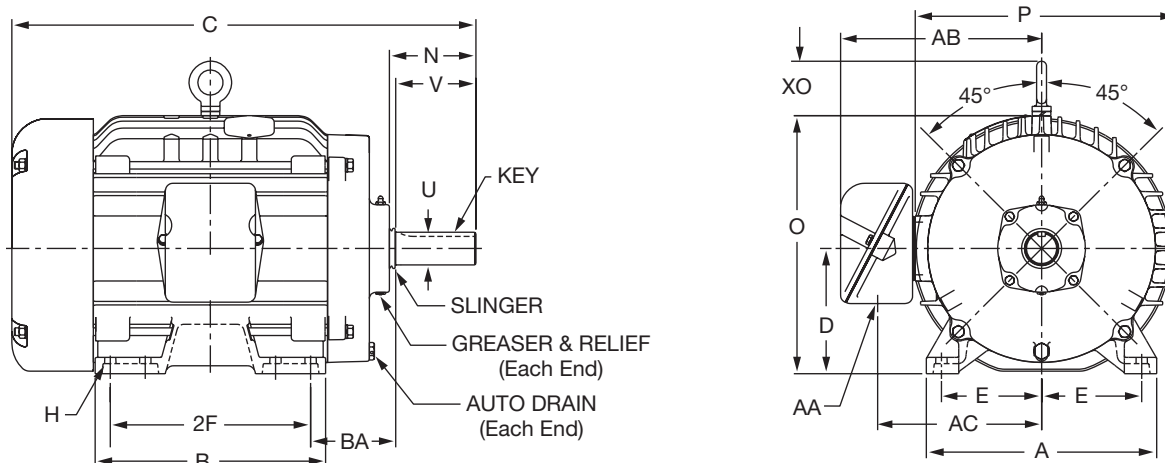 C
N
V
U
KEY
SLINGER
GREASER & RELIEF
(Each End)
AUTO DRAIN
(Each End)
H
2F
BA
B
P
AB
XO
45°
45°
O
D
AA
E
E
AC
A